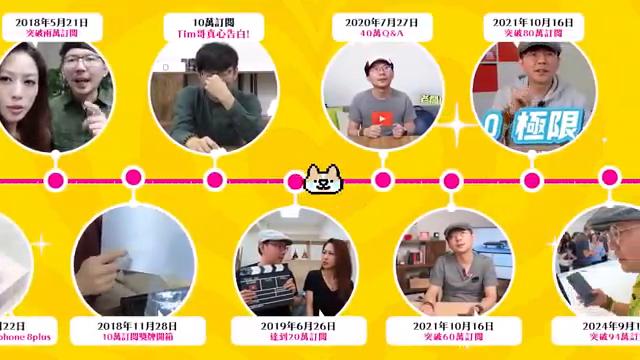 2018年5月21日
突破兩萬訂閱
10萬訂閱
Tim哥真心告白!
2020年7月27日
40萬Q&A
2021年10月16日
突破80萬訂閱
0 極限
22日
phone 8plus
2018年11月28日
10萬訂閱獎牌開箱
2019年6月26日
達到20萬訂閱
2021年10月16日
突破60萬訂閱
2024年9月1
突破94萬訂